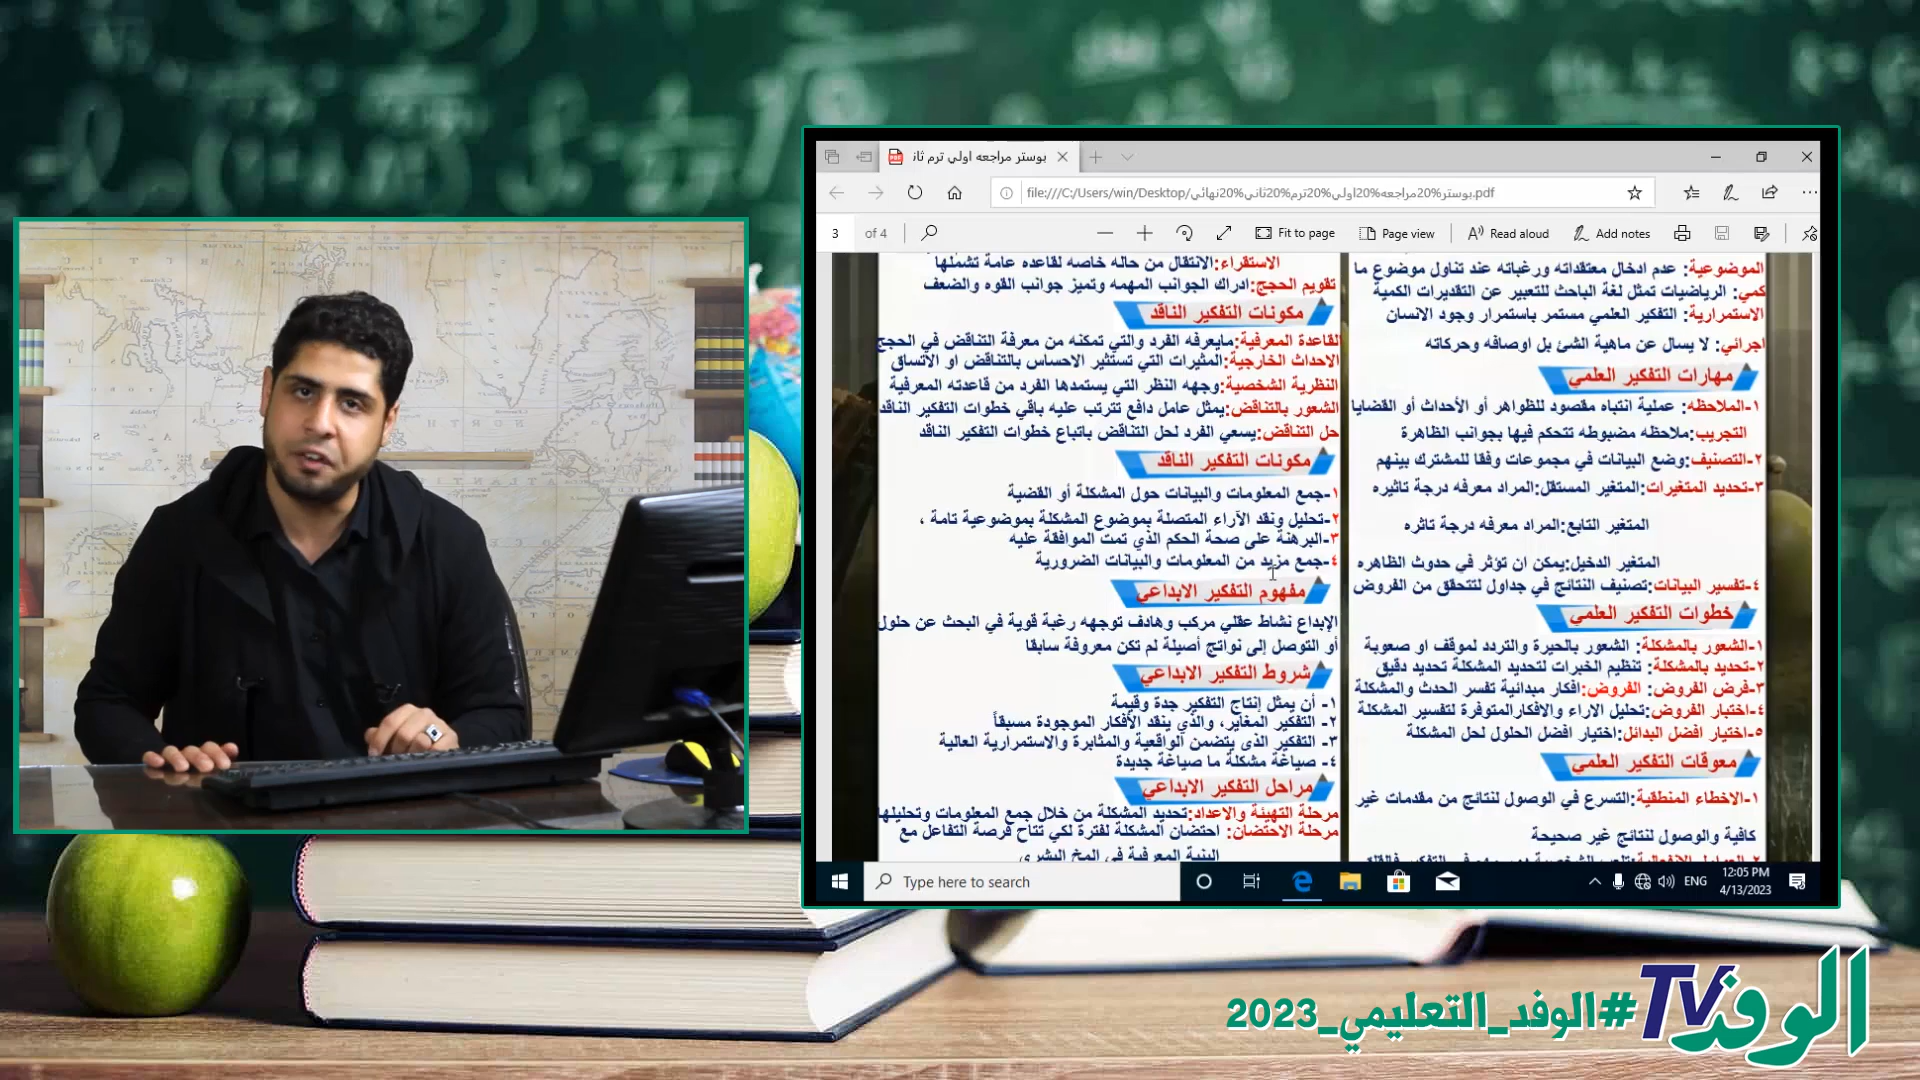 بوستر مراجعه اولي ترم ثان
file:///C:/Users/win/Desktop/بوستر%20مراجعه%20اولي%20ترم%20ثاني%20نهائي.pdf
3 of 4
Fit to page
Page view
Read aloud
Add notes
الموضوعية: عدم ادخال معتقداته ورغباته عند تناول موضوع ما
كمي: الرياضيات تمثل لغة الباحث للتعبير عن التقديرات الكمية
الاستمرارية: التفكير العلمي مستمر باستمرار وجود الانسان
اجرائي: لا يسال عن ماهية الشئ بل اوصافه وحركاته
مهارات التفكير العلمي
١-الملاحظه: عملية انتباه مقصود للظواهر أو الأحداث أو القضايا
التجريب:ملاحظه مضبوطه تتحكم فيها بجوانب الظاهرة
٢-التصنيف:وضع البيانات في مجموعات وفقا للمشترك بينهم
٣-تحديد المتغيرات:المتغير المستقل:المراد معرفه درجة تاثيره
المتغير التابع:المراد معرفه درجة تاثره
المتغير الدخيل:يمكن ان تؤثر في حدوث الظاهره
٤-تفسير البيانات:تصنيف النتائج في جداول لتتحقق من الفروض
خطوات التفكير العلمي
١-الشعور بالمشكلة: الشعور بالحيرة والتردد لموقف او صعوبة
٢-تحديد بالمشكلة: تنظيم الخبرات لتحديد المشكلة تحديد دقيق
٣-فرض الفروض: الفروض:افكار مبدائية تفسر الحدث والمشكلة
٤-اختبار الفروض:تحليل الاراء والافكارالمتوفرة لتفسير المشكلة
٥-اختيار افضل البدائل:اختيار افضل الحلول لحل المشكلة
معوقات التفكير العلمي
١-الاخطاء المنطقية:التسرع في الوصول لنتائج من مقدمات غير
كافية والوصول لنتائج غير صحيحة
الاستقراء:الانتقال من حاله خاصه لقاعده عامة تشملها
تقويم الحجج:ادراك الجوانب المهمه وتميز جوانب القوه والضعف
مكونات التفكير الناقد
القاعدة المعرفية:مايعرفه الفرد والتي تمكنه من معرفة التناقض في الحجج
الاحداث الخارجية:المثيرات التي تستثير الاحساس بالتناقض او الأتساق
النظرية الشخصية:وجهه النظر التي يستمدها الفرد من قاعدته المعرفية
الشعور بالتناقض:يمثل عامل دافع تترتب عليه باقي خطوات التفكير الناقد
حل التناقض:يسعي الفرد لحل التناقض باتباع خطوات التفكير الناقد
مكونات التفكير الناقد
١-جمع المعلومات والبيانات حول المشكلة أو القضية
٢-تحليل ونقد الآراء المتصلة بموضوع المشكلة بموضوعية تامة ،
٣-البرهنة على صحة الحكم الذي تمت الموافقة عليه
٤-جمع مزيد من المعلومات والبيانات الضرورية
مفهوم التفكير الابداعي
الإبداع نشاط عقلي مركب وهادف توجهه رغبة قوية في البحث عن حلول
أو التوصل إلى نواتج أصيلة لم تكن معروفة سابقا
شروط التفكير الابداعي
١- أن يمثل إنتاج التفكير جدة وقيمة
٢- التفكير المغاير، والذي ينقد الأفكار الموجودة مسبقاً
٣- التفكير الذى يتضمن الواقعية والمثابرة والاستمرارية العالية
٤- صياغة مشكلة ما صياغة جديدة
مراحل التفكير الابداعي
مرحلة التهيئة والاعداد:تحديد المشكلة من خلال جمع المعلومات وتحليلها
مرحلة الاحتضان: احتضان المشكلة لفترة لكي تتاح فرصة التفاعل مع
البنية المعرفية في المخ البشري
Type here to search
ENG
12:05 PM
4/13/2023
الوفد TV
#الوفد_التعليمي_2023